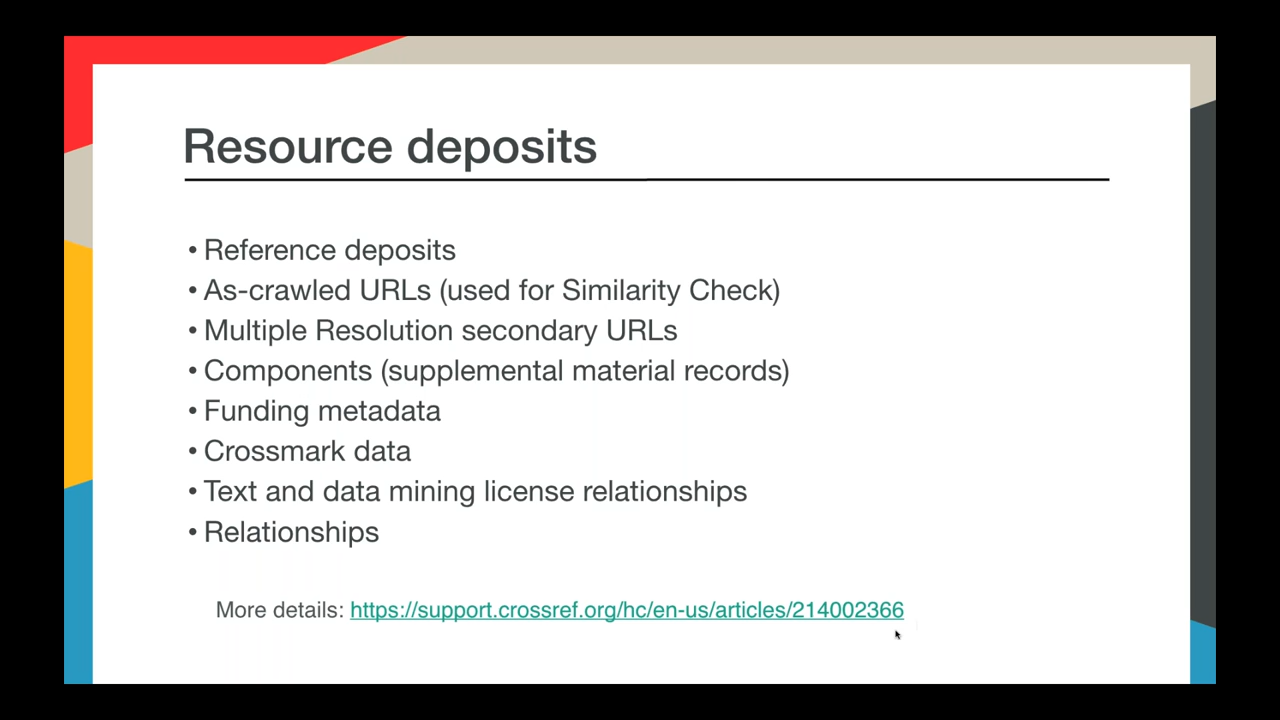 Resource deposits
• Reference deposits
• As-crawled URLs (used for Similarity Check)
• Multiple Resolution secondary URLs
• Components (supplemental material records)
• Funding metadata
• Crossmark data
• Text and data mining license relationships
• Relationships
More details: https://support.crossref.org/hc/en-us/articles/214002366